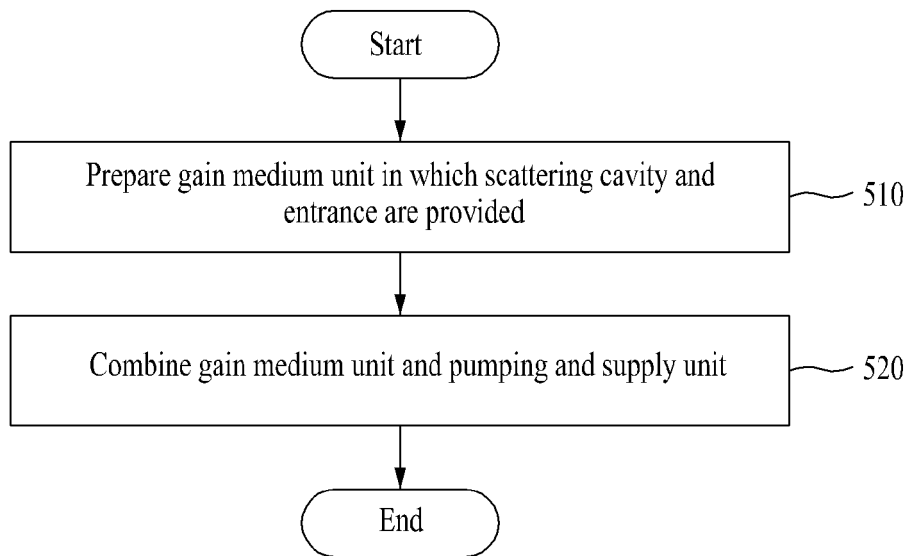 Start
Prepare gain medium unit in which scattering cavity and
entrance are provided
510
Combine gain medium unit and pumping and supply unit
520
End